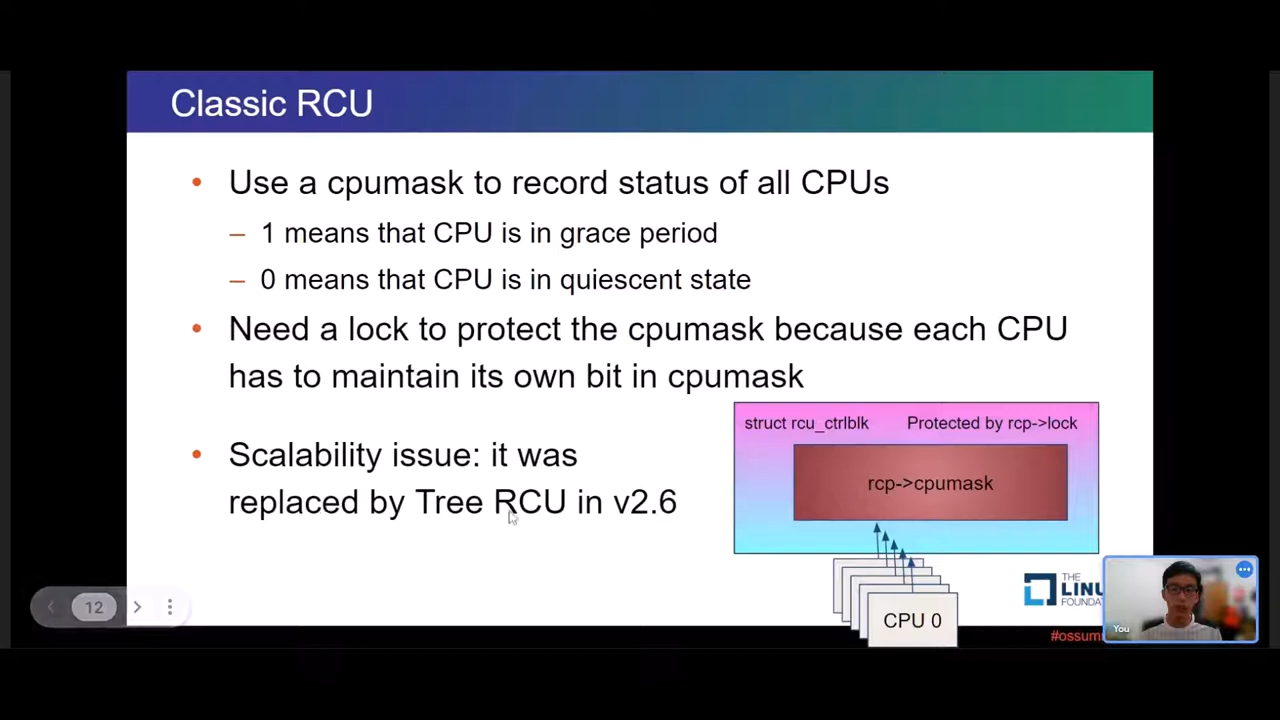 Classic RCU
• Use a cpumask to record status of all CPUs
– 1 means that CPU is in grace period
– 0 means that CPU is in quiescent state
• Need a lock to protect the cpumask because each CPU
has to maintain its own bit in cpumask
• Scalability issue: it was
replaced by Tree RCU in v2.6
struct rcu_ctrlblk
Protected by rcp->lock
rcp->cpumask
CPU 0
12
THE
You